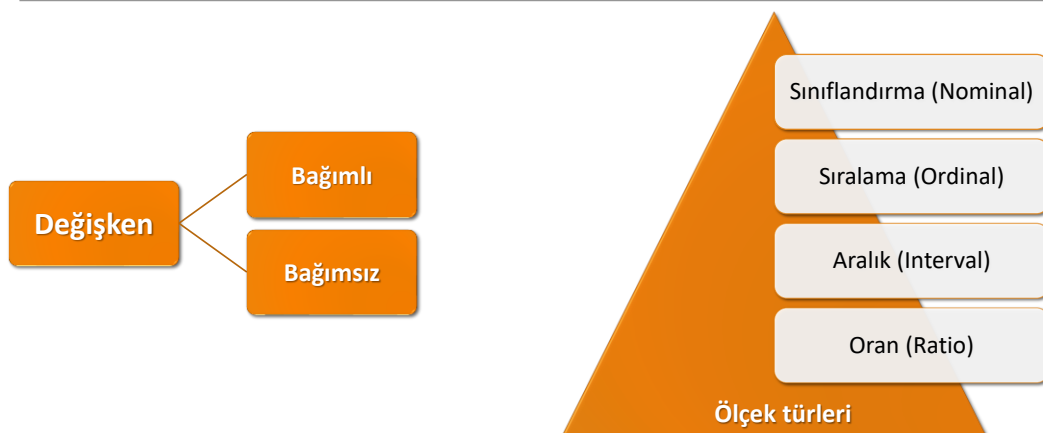 Değişken
Bağımlı
Bağımsız
Sınıflandırma (Nominal)
Sıralama (Ordinal)
Aralık (Interval)
Oran (Ratio)
Ölçek türleri